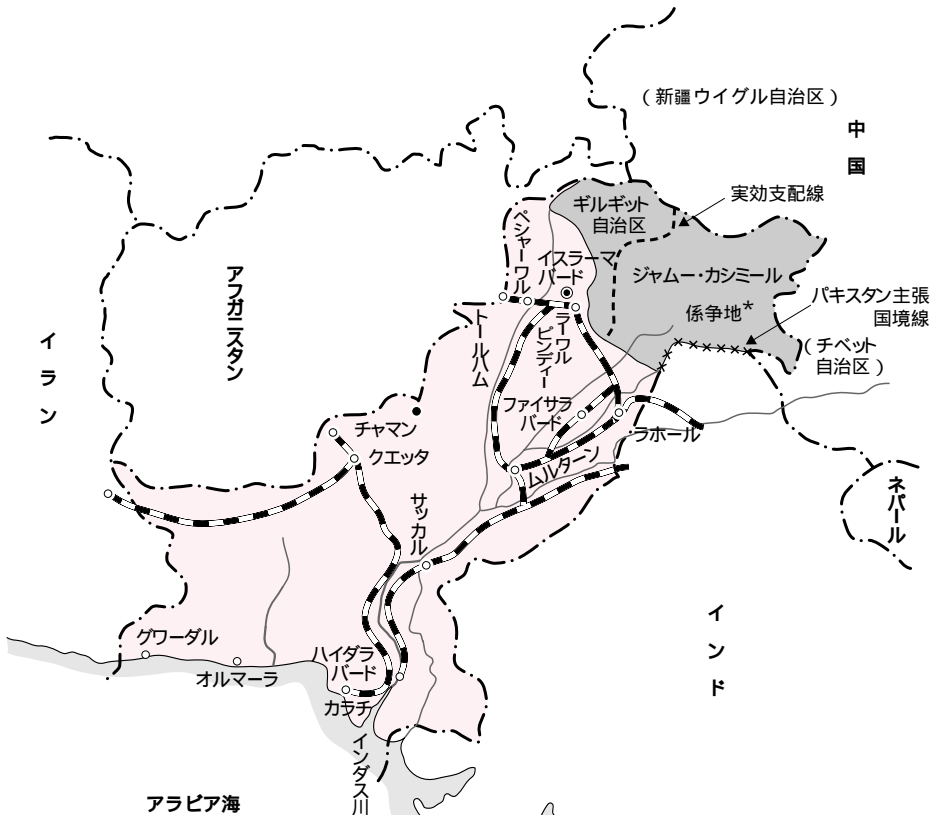 (新疆ウイグル自治区)
中国
実効支配線
ギルギット
自治区
ペシャーワル
イスラーマ
バード
ジャムー・カシミール
係争地*
パキスタン主張
国境線
(チベット
自治区)
アフガニスタン
イラン
トールハム
ラーワル
ピンディー
ファイサラ
バード
ラホール
チャマン
クエッタ
ムルターン
サッカル
ネパール
インド
グワーダル
オルマーラ
ハイダラ
バード
カラチ
インダス川
アラビア海